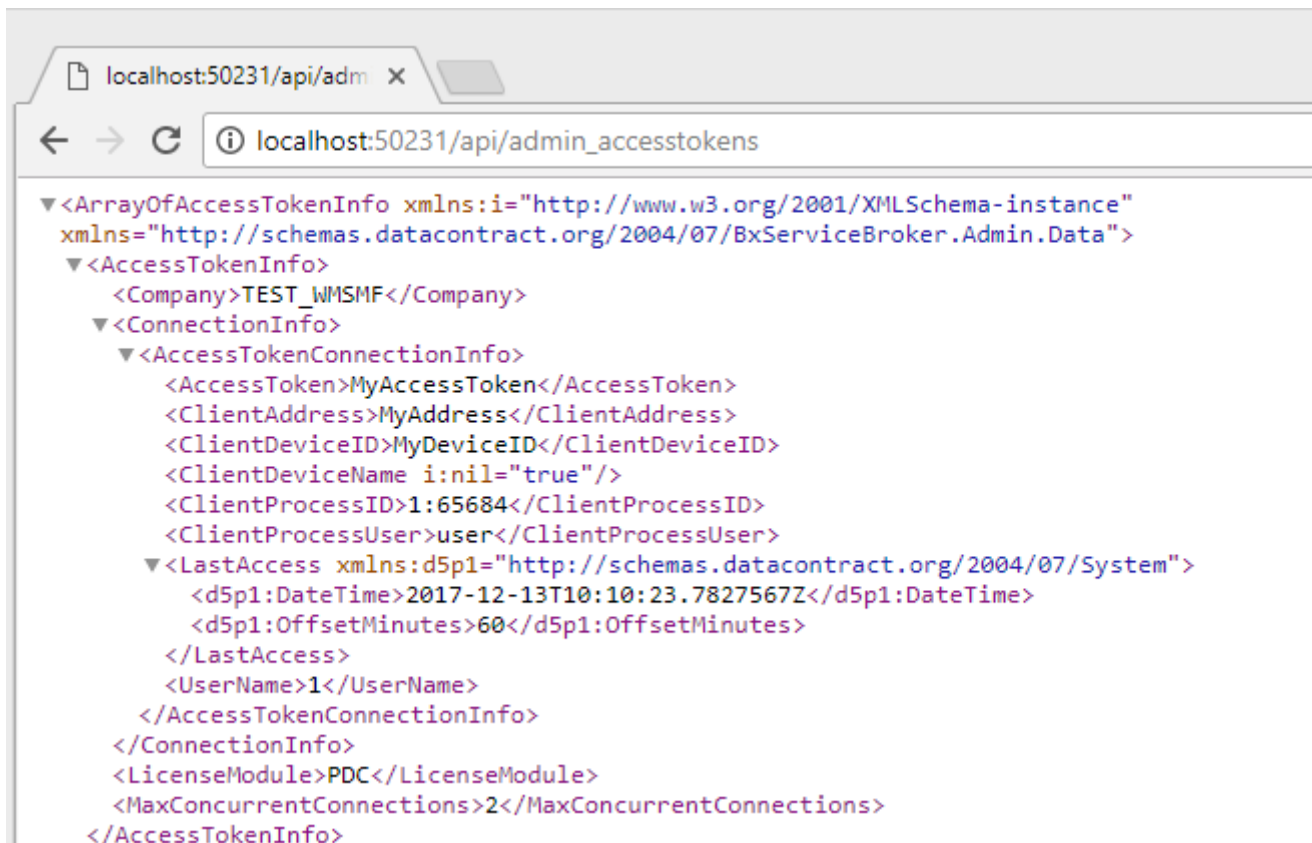 localhost:50231/api/adm
localhost:50231/api/admin_accesstokens
<ArrayOfAccessTokenInfo xmlns:i="http://www.w3.org/2001/XMLSchema-instance"
xmlns="http://schemas.datacontract.org/2004/07/BxServiceBroker.Admin.Data">
<AccessTokenInfo>
<Company>TEST_WMSMF</Company>
<ConnectionInfo>
<AccessTokenConnectionInfo>
<AccessToken>MyAccessToken</AccessToken>
<ClientAddress>MyAddress</ClientAddress>
<ClientDeviceID>MyDeviceID</ClientDeviceID>
<ClientDeviceName i:nil="true"/>
<ClientProcessID>1:65684</ClientProcessID>
<ClientProcessUser>user</ClientProcessUser>
<LastAccess xmlns:d5p1="http://schemas.datacontract.org/2004/07/System">
<d5p1:DateTime>2017-12-13T10:10:23.7827567Z</d5p1:DateTime>
<d5p1:OffsetMinutes>60</d5p1:OffsetMinutes>
</LastAccess>
<UserName>1</UserName>
</AccessTokenConnectionInfo>
</ConnectionInfo>
<LicenseModule>PDC</LicenseModule>
<MaxConcurrentConnections>2</MaxConcurrentConnections>
</AccessTokenInfo>